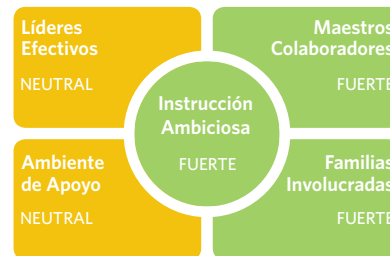 Líderes
Efectivos
NEUTRAL
Maestros
Colaboradores
FUERTE
Instrucción
Ambiciosa
FUERTE
Ambiente
de Apoyo
NEUTRAL
Familias
Involucradas
FUERTE